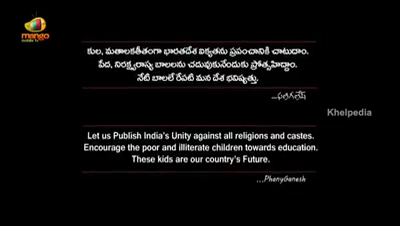 mango
కుల, మతాలకతీతంగా భారతదేశ ఐక్యతను ప్రపంచానికి చాటుదాం.
పేద, నిరక్షరాస్య బాలలను చదువుకునేందుకు ప్రోత్సహిద్దాం.
నేటి బాలలే రేపటి మన దేశ భవిష్యత్తు.
...ఫణిగణేష్
Khelpedia
Let us Publish India's Unity against all religions and castes.
Encourage the poor and illiterate children towards education.
These kids are our country's Future.
...PhanyGanesh